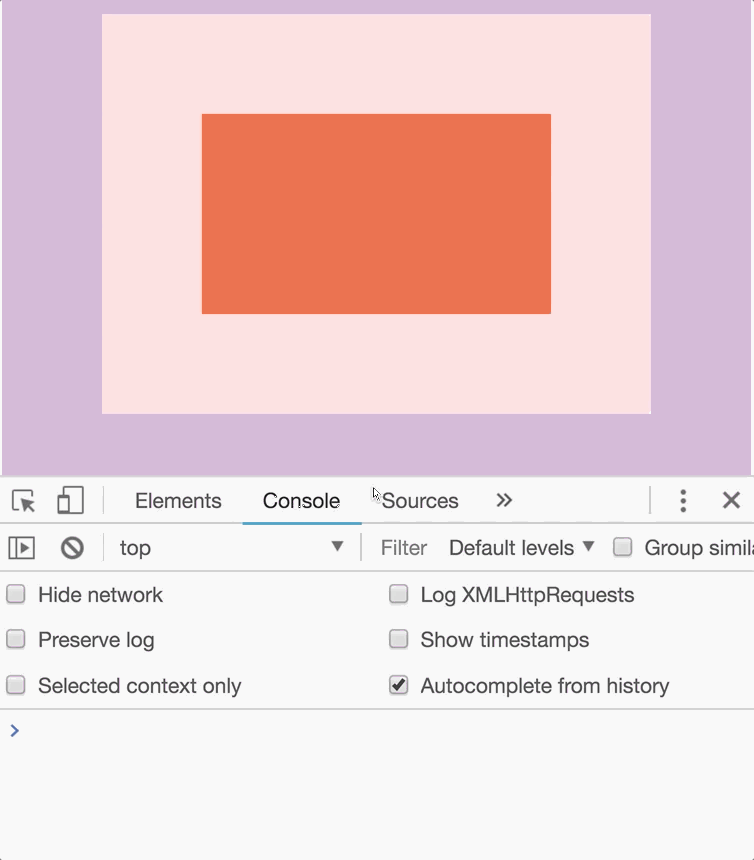 Elements Console Sources »
top ▼ Filter Default levels ▼ Group simila
Hide network Log XMLHttpRequests
Preserve log Show timestamps
Selected context only Autocomplete from history